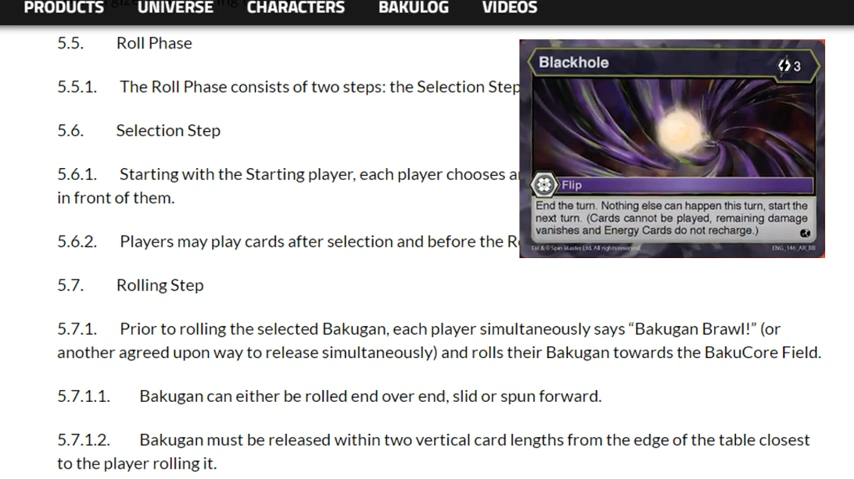 PRODUCTS UNIVERSE CHARACTERS BAKULOG VIDEOS
5.5. Roll Phase
5.5.1. The Roll Phase consists of two steps: the Selection Step
5.6. Selection Step
5.6.1. Starting with the Starting player, each player chooses a
in front of them.
5.6.2. Players may play cards after selection and before the R
5.7. Rolling Step
5.7.1. Prior to rolling the selected Bakugan, each player simultaneously says “Bakugan Brawl!” (or
another agreed upon way to release simultaneously) and rolls their Bakugan towards the BakuCore Field.
5.7.1.1. Bakugan can either be rolled end over end, slid or spun forward.
5.7.1.2. Bakugan must be released within two vertical card lengths from the edge of the table closest
to the player rolling it.
Blackhole
3
Flip
End the turn. Nothing else can happen this turn, start the
next turn. (Cards cannot be played, remaining damage
vanishes and Energy Cards do not recharge.)
Spin Master Ltd. All rights reserved.
ENG_146_AR_BB